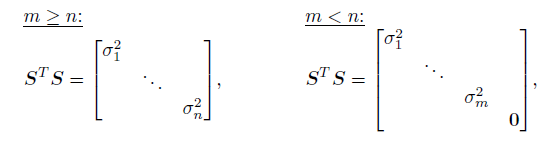 m ≥ n:
m < n:
SᵀS = [σ₁² ⋱ σₙ²],
SᵀS = [σ₁² ⋱ σₘ² 0],